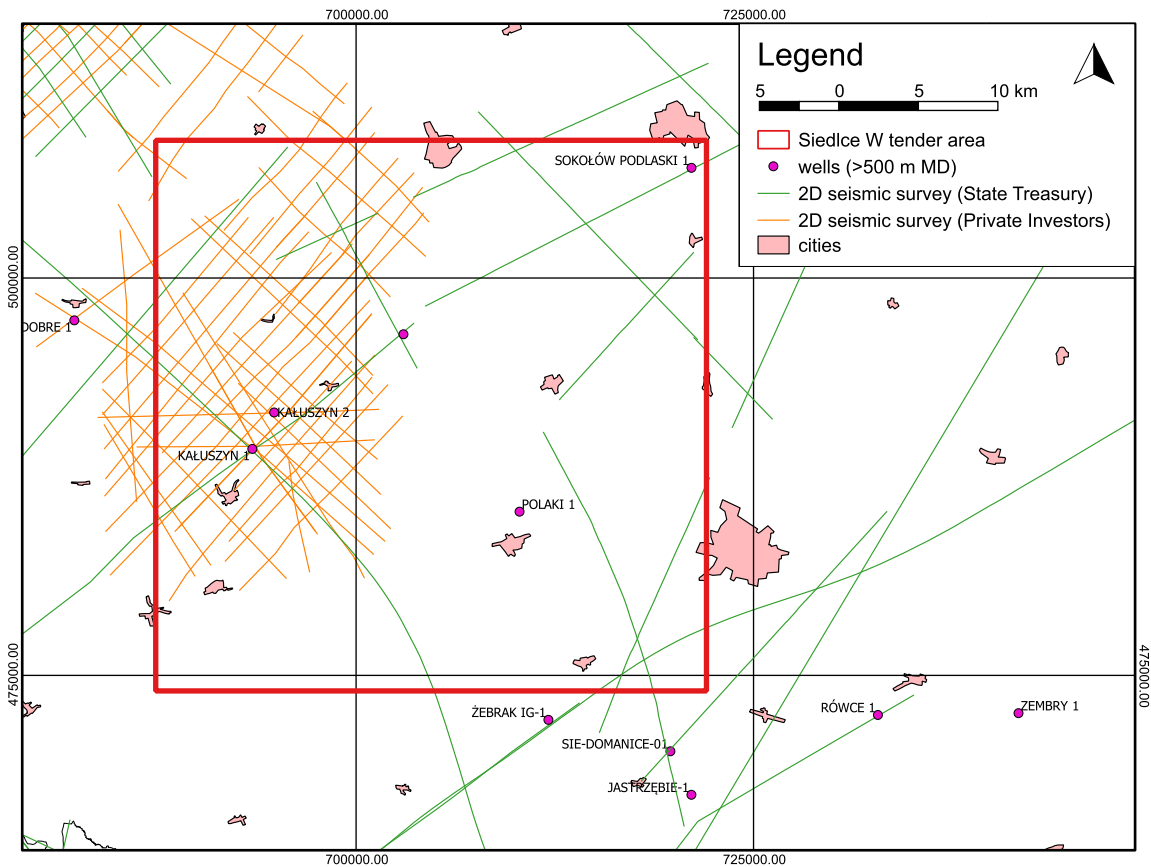 700000.00
725000.00
Legend
5 0 5 10 km
Siedlce W tender area
wells (>500 m MD)
2D seismic survey (State Treasury)
2D seismic survey (Private Investors)
cities
SOKOŁÓW PODLASKI 1
500000.00
DOBRE 1
KAŁUSZYN 2
KAŁUSZYN 1
POLAKI 1
475000.00
475000.00
ŻEBRAK IG-1
RÓWCE 1
ZEMBRY 1
SIE-DOMANICE-01
JASTRZĘBIE-1
700000.00
725000.00